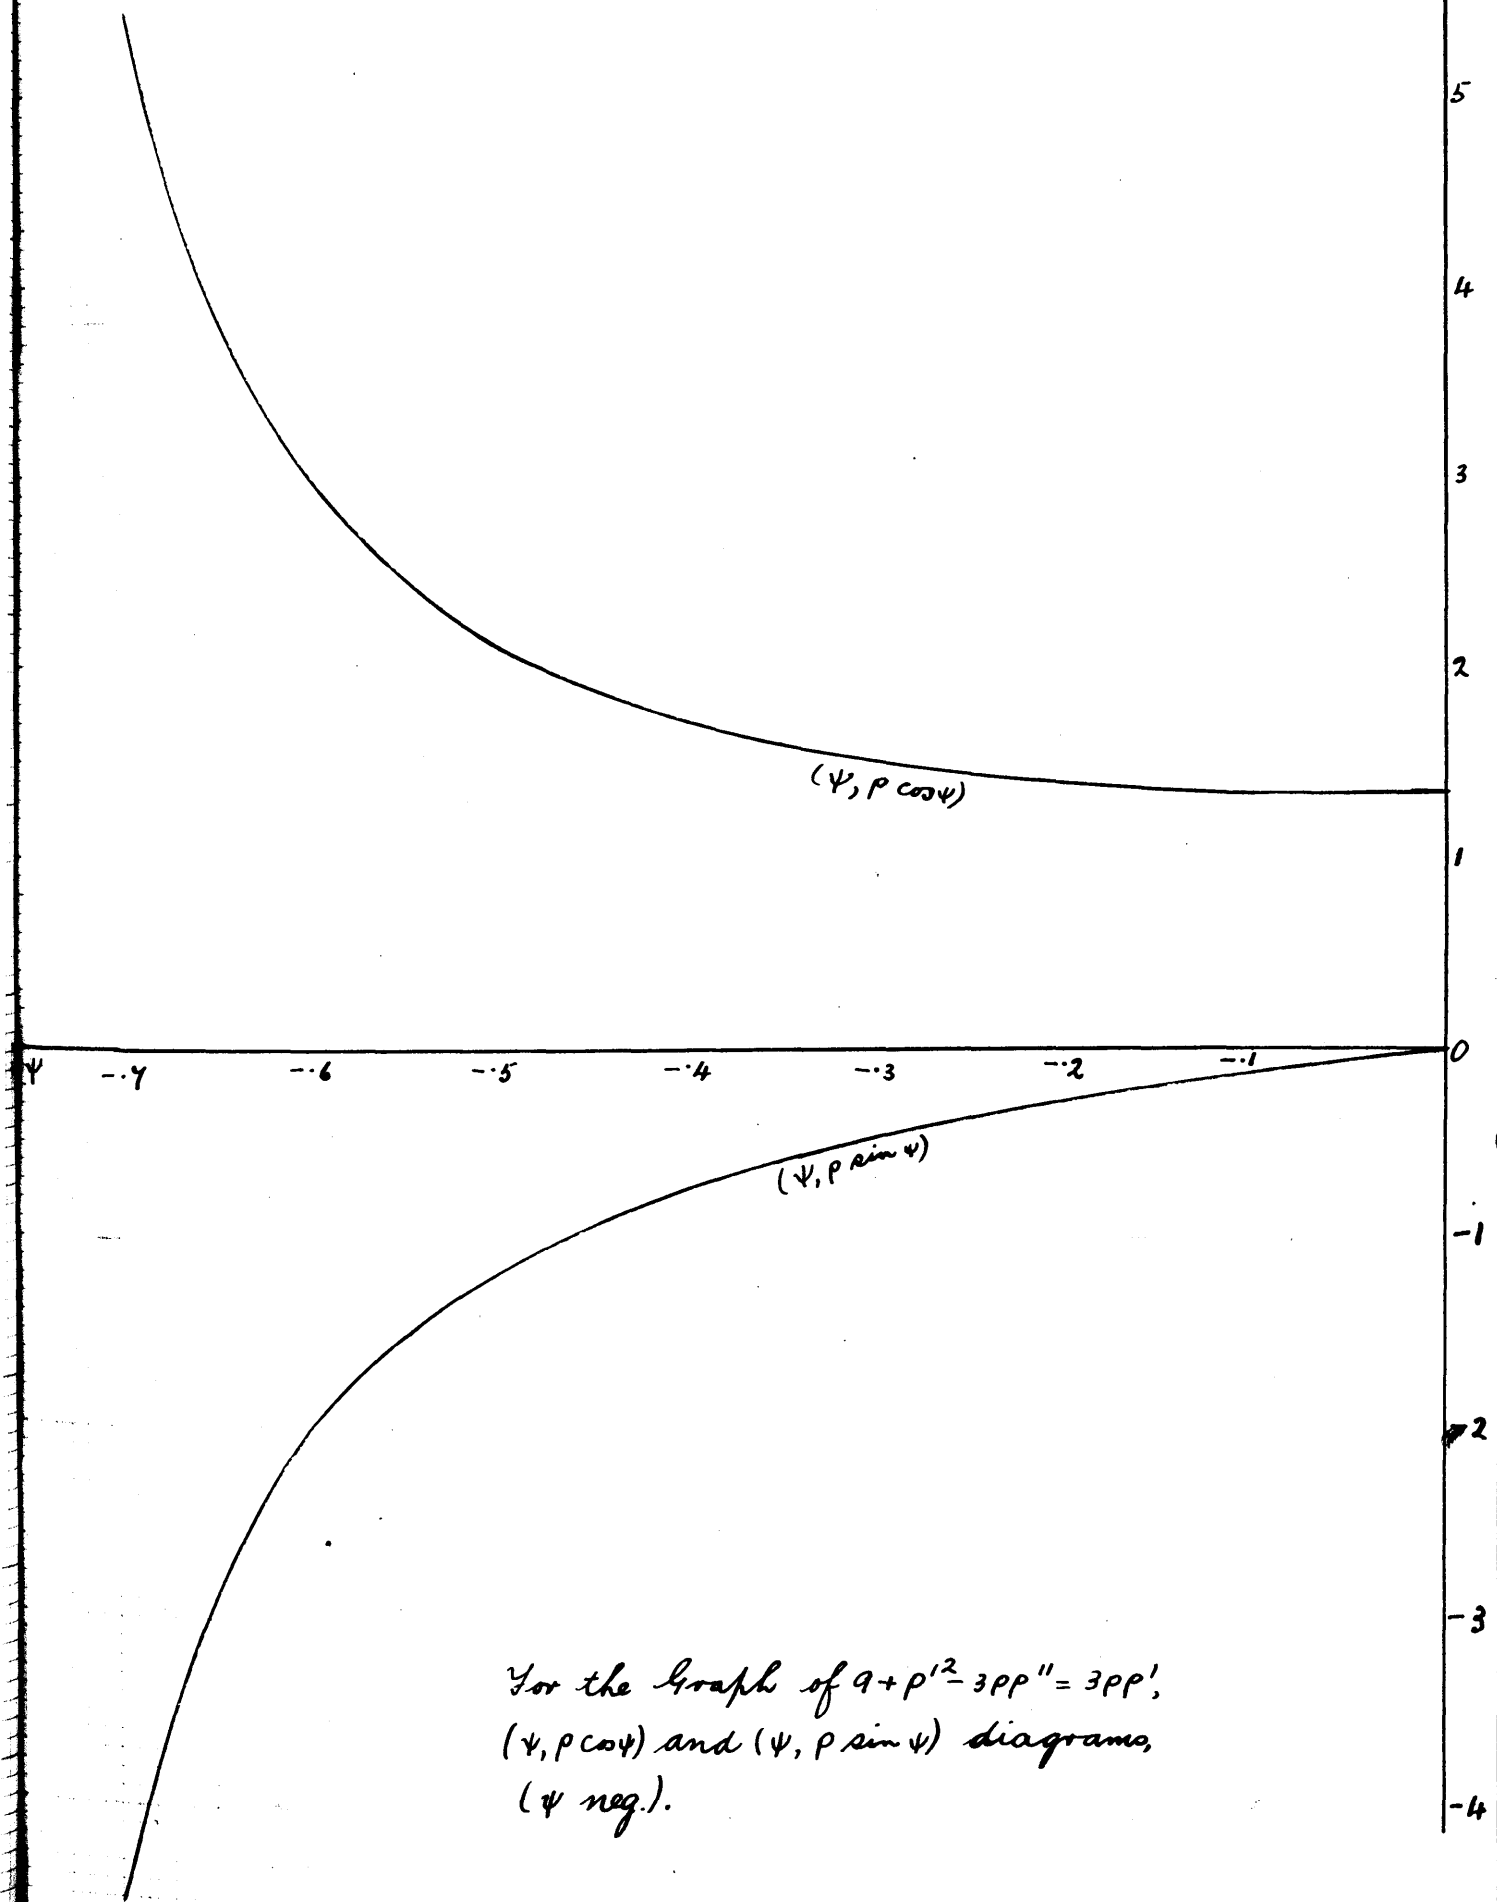 5
4
3
2
(ψ, ρ cos ψ)
1
0
ψ -.7 -.6 -.5 -.4 -.3 -.2 -.1
(ψ, ρ sin ψ)
-1
-2
-3
For the Graph of 9 + ρ'² - 3ρρ'' = 3ρρ',
(ψ, ρ cos ψ) and (ψ, ρ sin ψ) diagrams,
(ψ neg.).
-4